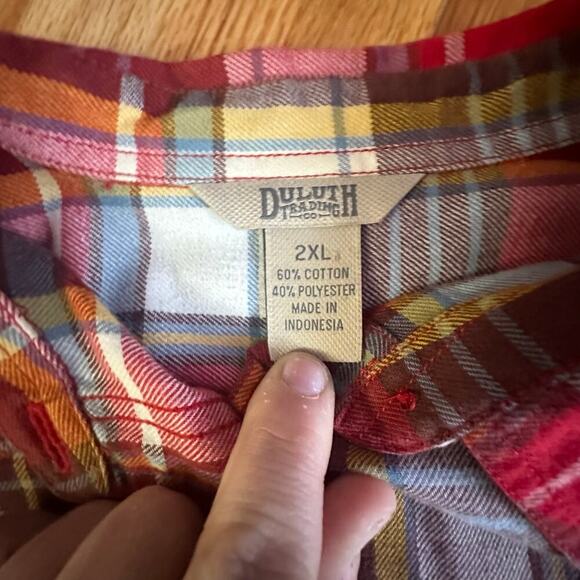 DULUTH
TRADING
CO
2XL
60% COTTON
40% POLYESTER
MADE IN
INDONESIA